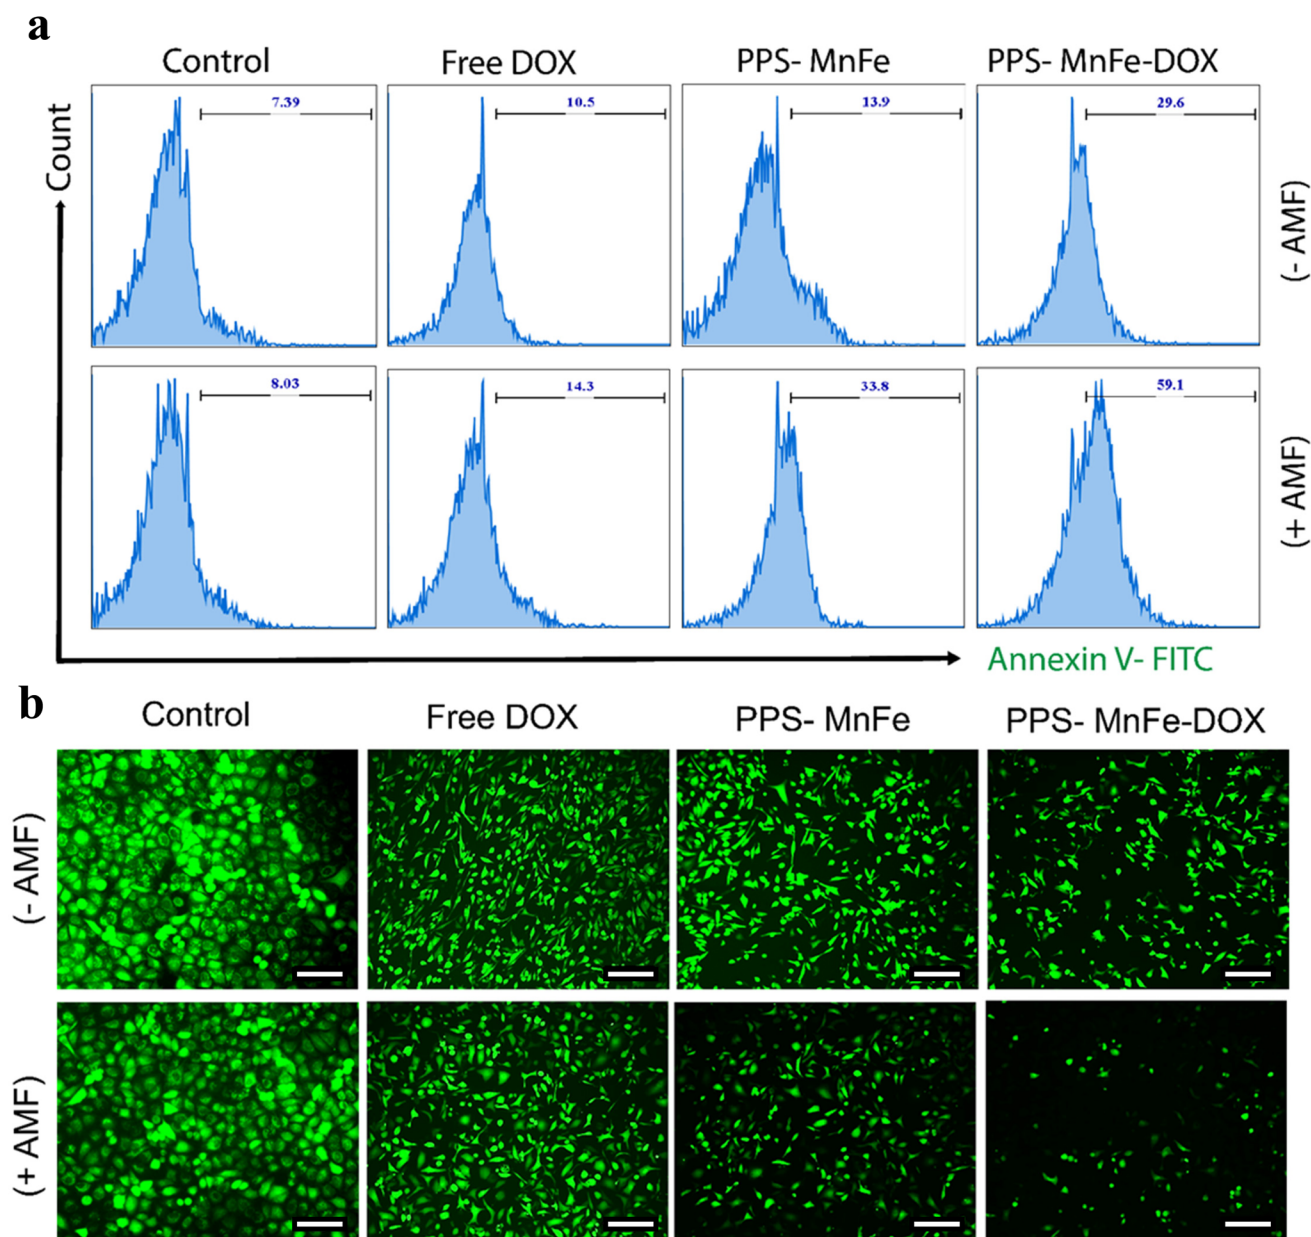 a
Control
Free DOX
PPS- MnFe
PPS- MnFe-DOX
Count
7.39
10.5
13.9
29.6
(- AMF)
8.03
14.3
33.8
59.1
(+ AMF)
Annexin V- FITC
b
Control
Free DOX
PPS- MnFe
PPS- MnFe-DOX
(- AMF)
(+ AMF)